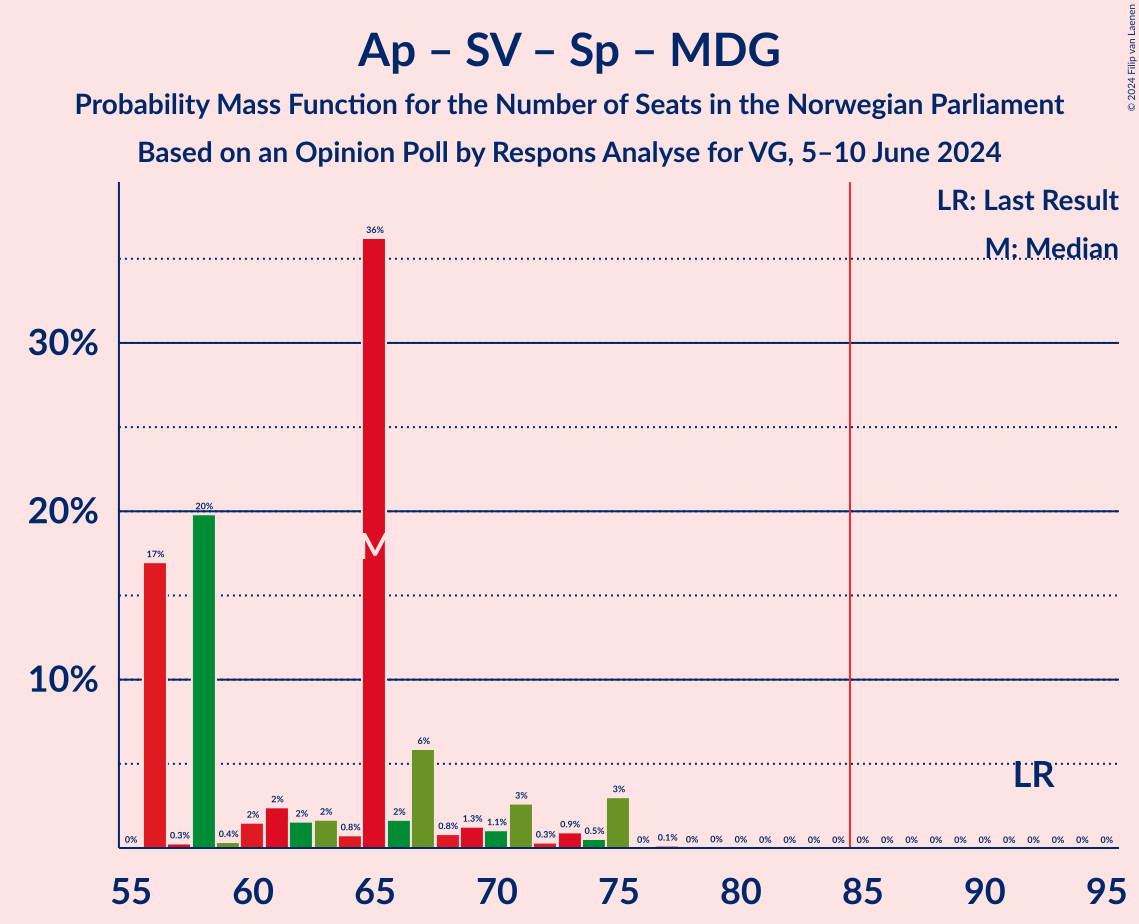 Ap – SV – Sp – MDG
Probability Mass Function for the Number of Seats in the Norwegian Parliament
Based on an Opinion Poll by Respons Analyse for VG, 5–10 June 2024
© 2024 Filip van Laenen
LR: Last Result
M: Median
30%
20%
10%
0% 17% 0.3% 20% 0.4% 2% 2% 2% 2% 0.8% 36% 2% 6% 0.8% 1.3% 1.1% 3% 0.3% 0.9% 0.5% 3% 0% 0.1% 0% 0% 0% 0% 0% 0% 0% 0% 0% 0% 0% 0% 0% 0% 0% 0% 0% 0%
M
LR
55 60 65 70 75 80 85 90 95